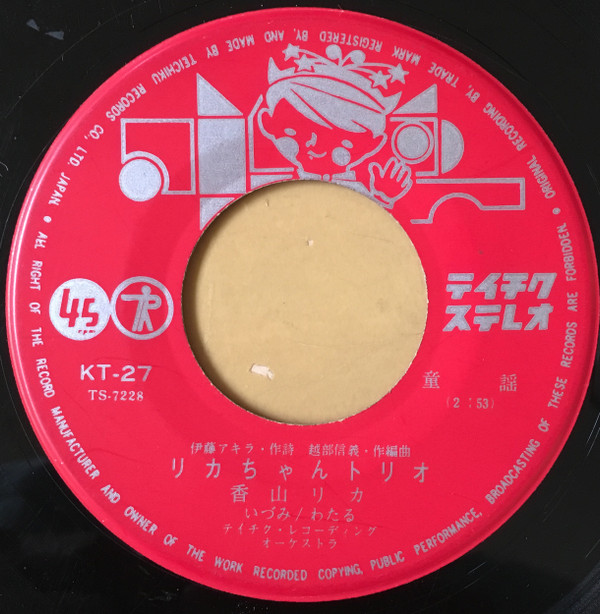 ORIGINAL RECORDING BY, TRADE MARK REGISTERED BY, AND MADE BY TEICHIKU RECORDS CO., LTD. JAPAN. ● ALL RIGHT OF THE RECORD MANUFACTURER AND OWNER OF THE WORK RECORDED COPYING, PUBLIC PERFORMANCE, BROADCASTING OF THESE RECORDS ARE FORBIDDEN. ●
45
rpm
テイチク
ステレオ
KT-27
TS-7228
童謡
(2:53)
伊藤アキラ・作詩 越部信義・作編曲
リカちゃんトリオ
香山リカ
いづみ/わたる
テイチク・レコーディング
オーケストラ